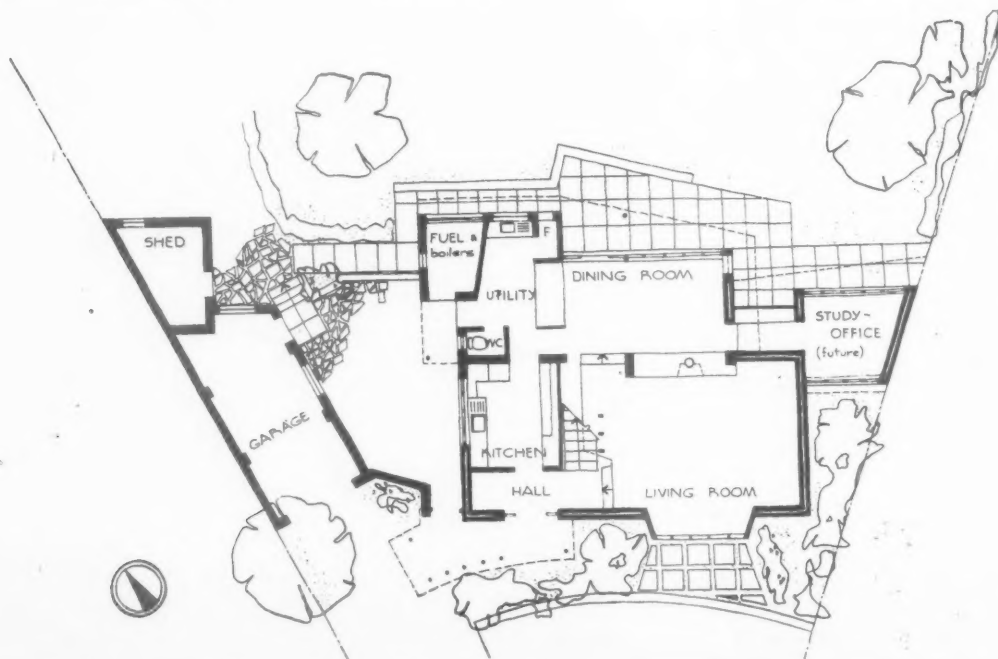 SHED
FUEL &
boilers
F
DINING ROOM
UTILITY
STUDY-
OFFICE
(future)
WC
GARAGE
KITCHEN
HALL
LIVING ROOM